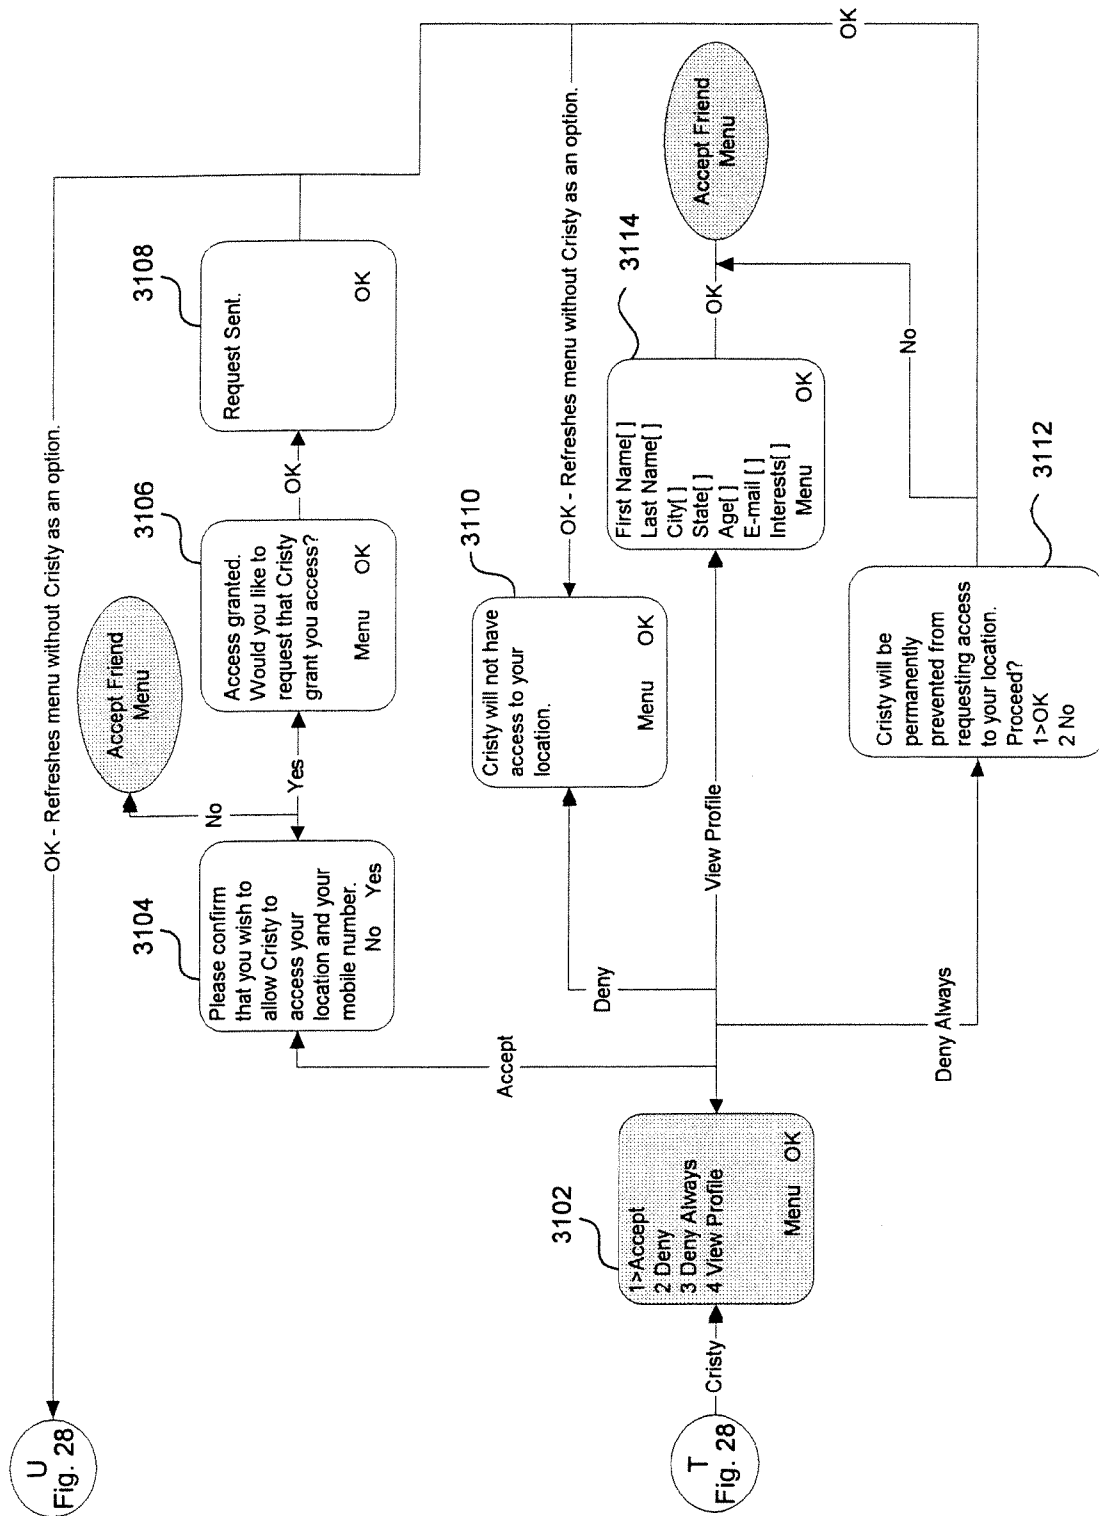 U
Fig. 28
OK - Refreshes menu without Cristy as an option.
Accept Friend
Menu
No
3104
Please confirm
that you wish to
allow Cristy to
access your
location and your
mobile number.
No Yes
Yes
3106
Access granted.
Would you like to
request that Cristy
grant you access?
Menu OK
OK
3108
Request Sent.
OK
Accept
Deny
3110
Cristy will not have
access to your
location.
Menu OK
OK - Refreshes menu without Cristy as an option.
T
Fig. 28
Cristy
3102
1>Accept
2 Deny
3 Deny Always
4 View Profile
Menu OK
View Profile
3114
First Name[ ]
Last Name[ ]
City[ ]
State[ ]
Age[ ]
E-mail [ ]
Interests[ ]
Menu OK
OK
Accept Friend
Menu
No
Deny Always
3112
Cristy will be
permanently
prevented from
requesting access
to your location.
Proceed?
1>OK
2 No
OK